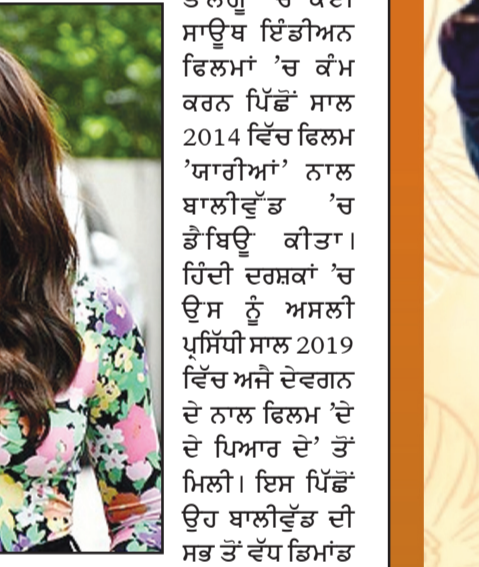 ਸਾਊਥ ਇੰਡੀਅਨ
ਫਿਲਮਾਂ ’ਚ ਕੰਮ
ਕਰਨ ਪਿੱਛੋਂ ਸਾਲ
2014 ਵਿੱਚ ਫਿਲਮ
’ਯਾਰੀਆਂ’ ਨਾਲ
ਬਾਲੀਵੁੱਡ ’ਚ
ਡੈਬਿਊ ਕੀਤਾ।
ਹਿੰਦੀ ਦਰਸ਼ਕਾਂ ’ਚ
ਉਸ ਨੂੰ ਅਸਲੀ
ਪ੍ਰਸਿੱਧੀ ਸਾਲ 2019
ਵਿੱਚ ਅਜੈ ਦੇਵਗਨ
ਦੇ ਨਾਲ ਫਿਲਮ ’ਦੇ
ਦੇ ਪਿਆਰ ਦੇ’ ਤੋਂ
ਮਿਲੀ। ਇਸ ਪਿੱਛੋਂ
ਉਹ ਬਾਲੀਵੁੱਡ ਦੀ
ਸਭ ਤੋਂ ਵੱਧ ਡਿਮਾਂਡ